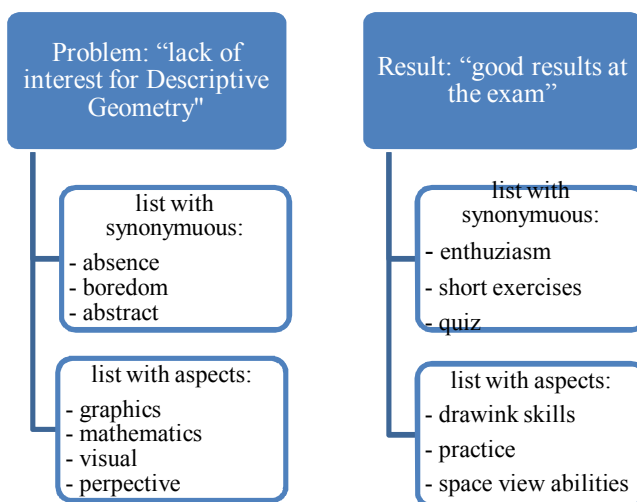 Problem: “lack of
interest for Descriptive
Geometry"
list with
synonymuous:
- absence
- boredom
- abstract
list with aspects:
- graphics
- mathematics
- visual
- perpective
Result: “good results at
the exam”
list with
synonymuous:
- enthuziasm
- short exercises
- quiz
list with aspects:
- drawink skills
- practice
- space view abilities